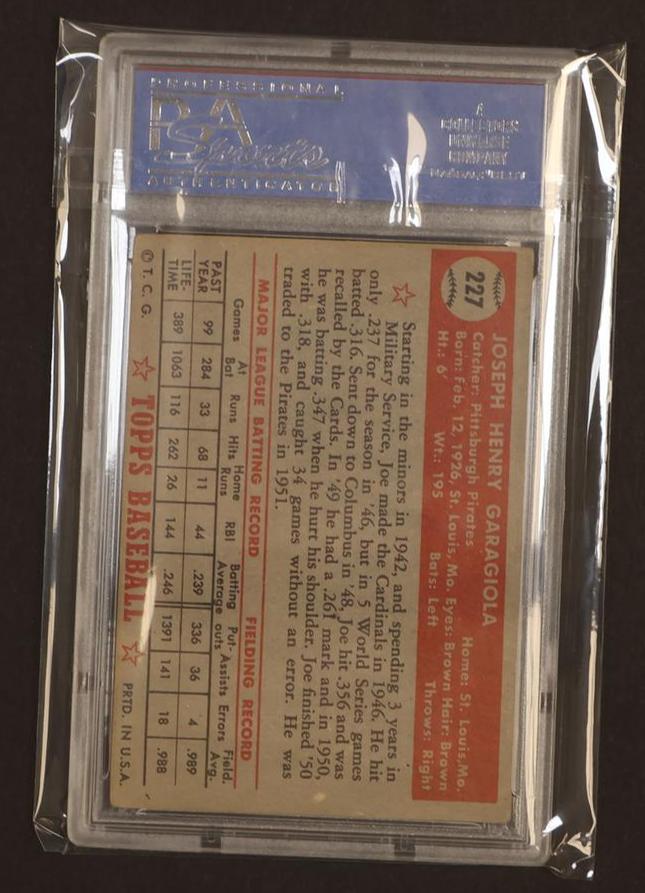 PROFESSIONAL
PSA
Sports
AUTHENTICATOR
A
COLLECTORS
UNIVERSE
COMPANY
NASDAQ: CLCT
227
JOSEPH HENRY GARAGIOLA
Catcher: Pittsburgh Pirates Home: St. Louis, Mo.
Born: Feb. 12, 1926, St. Louis, Mo. Eyes: Brown Hair: Brown
Ht.: 6' Wt.: 195 Bats: Left Throws: Right
Starting in the minors in 1942, and spending 3 years in
Military Service, Joe made the Cardinals in 1946. He hit
only .237 for the season in '46, but in 5 World Series games
batted .316. Sent down to Columbus in '48, Joe hit .356 and was
recalled by the Cards. In '49 he had a .261 mark and in 1950,
he was batting .347 when he hurt his shoulder. Joe finished '50
with .318, and caught 34 games without an error. He was
traded to the Pirates in 1951.
MAJOR LEAGUE BATTING RECORD FIELDING RECORD
Games At Bat Runs Hits Home Runs RBI Batting Average Put-outs Assists Errors Field. Avg.
PAST YEAR 99 284 33 68 11 44 .239 336 36 4 .989
LIFE-TIME 389 1063 116 262 26 144 .246 1391 141 18 .988
© T. C. G. TOPPS BASEBALL PRTD. IN U.S.A.